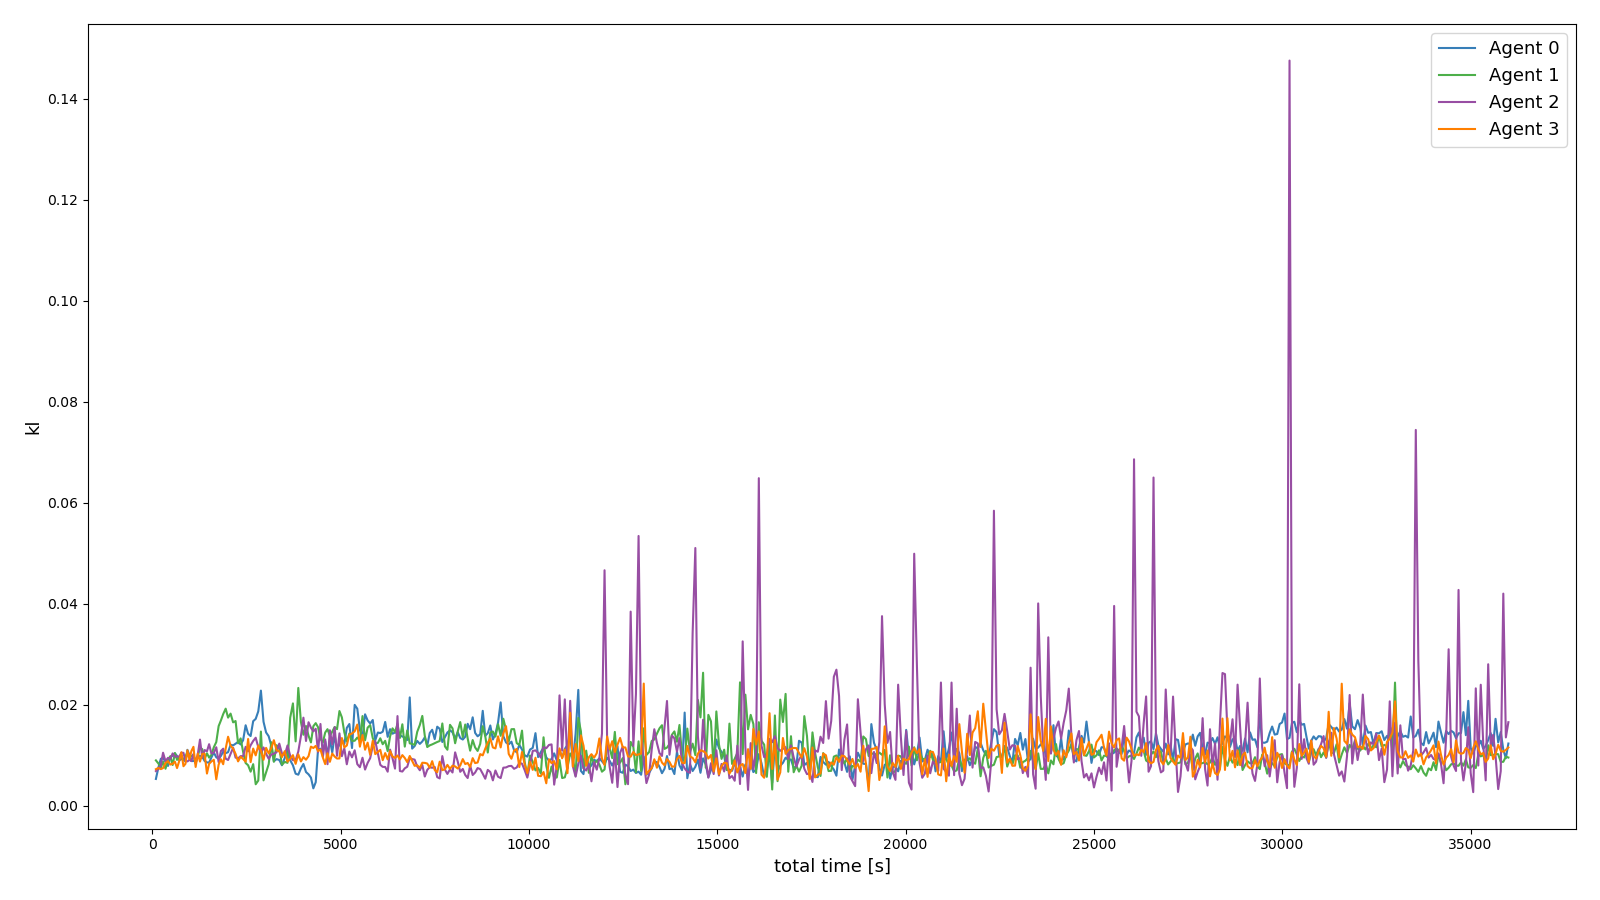 Agent 0
Agent 1
Agent 2
Agent 3
0.14
0.12
0.10
0.08
0.06
0.04
0.02
0.00
kl
0 5000 10000 15000 20000 25000 30000 35000
total time [s]